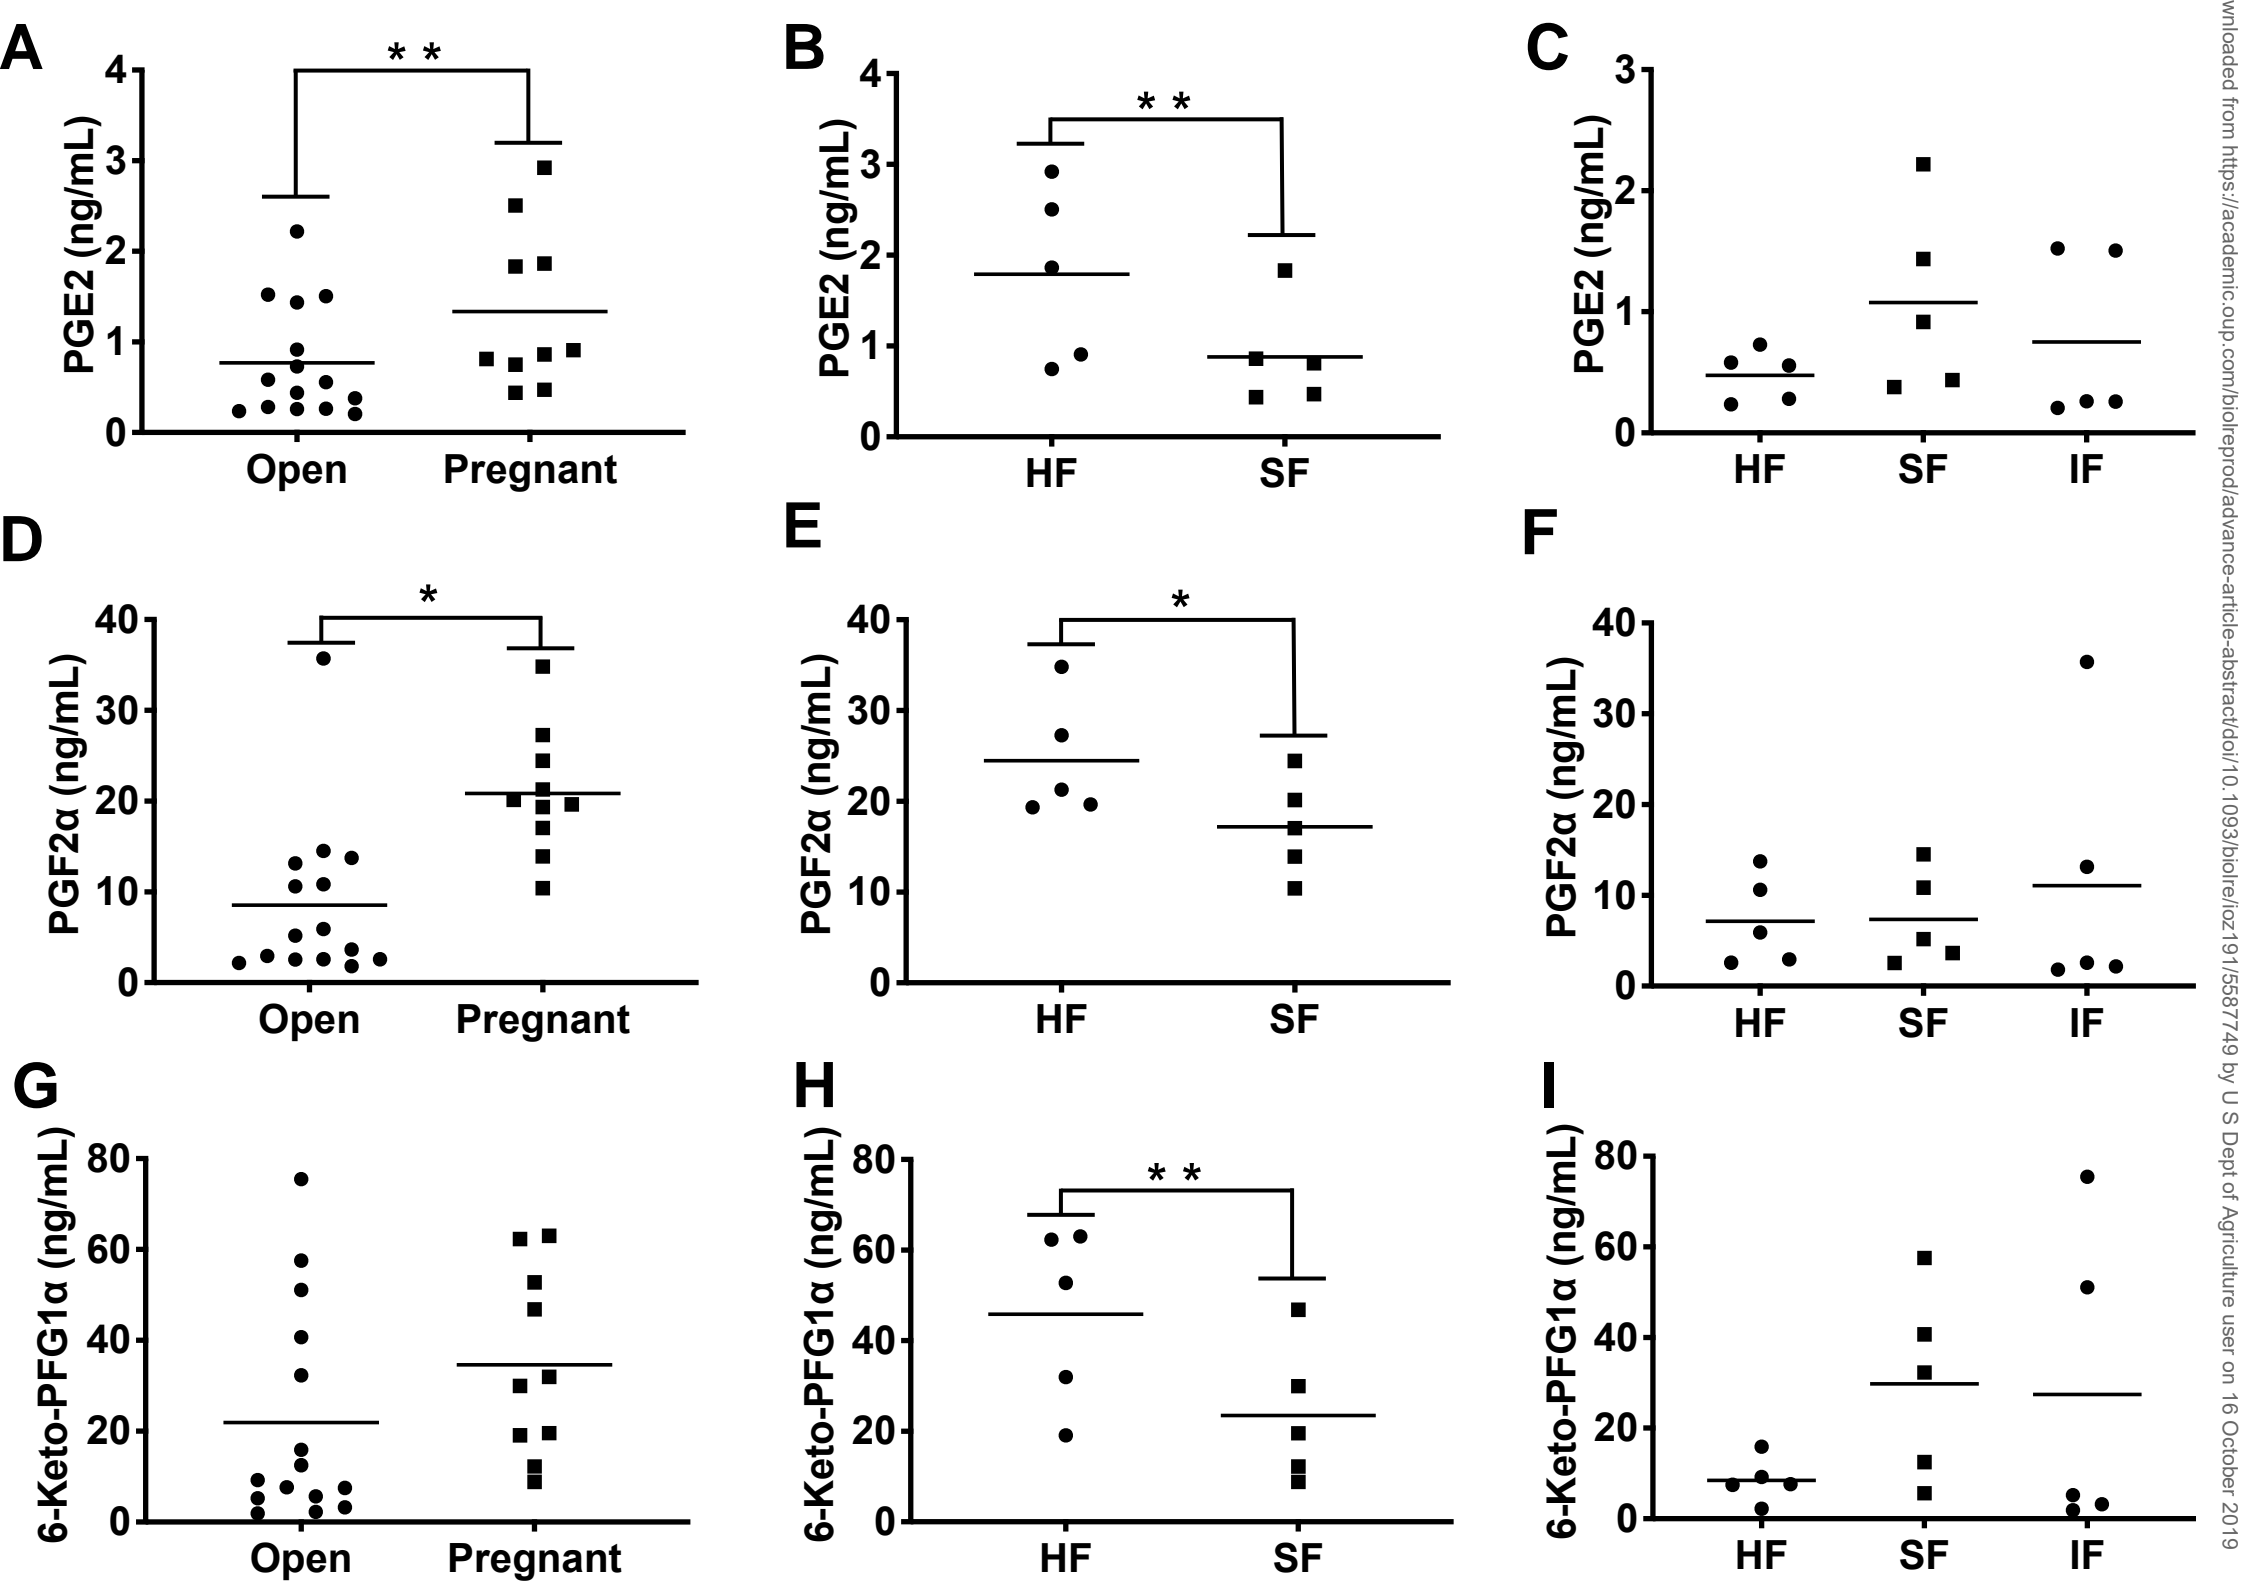 A
B
C
* *
* *
PGE2 (ng/mL)
4
3
2
1
0
Open
Pregnant
PGE2 (ng/mL)
4
3
2
1
0
HF
SF
PGE2 (ng/mL)
3
2
1
0
HF
SF
IF
D
E
F
*
*
PGF2α (ng/mL)
40
30
20
10
0
Open
Pregnant
PGF2α (ng/mL)
40
30
20
10
0
HF
SF
PGF2α (ng/mL)
40
30
20
10
0
HF
SF
IF
G
H
I
* *
6-Keto-PFG1α (ng/mL)
80
60
40
20
0
Open
Pregnant
6-Keto-PFG1α (ng/mL)
80
60
40
20
0
HF
SF
6-Keto-PFG1α (ng/mL)
80
60
40
20
0
HF
SF
IF
wnloaded from https://academic.oup.com/biolreprod/advance-article-abstract/doi/10.1093/biolre/ioz191/5587749 by U S Dept of Agriculture user on 16 October 2019